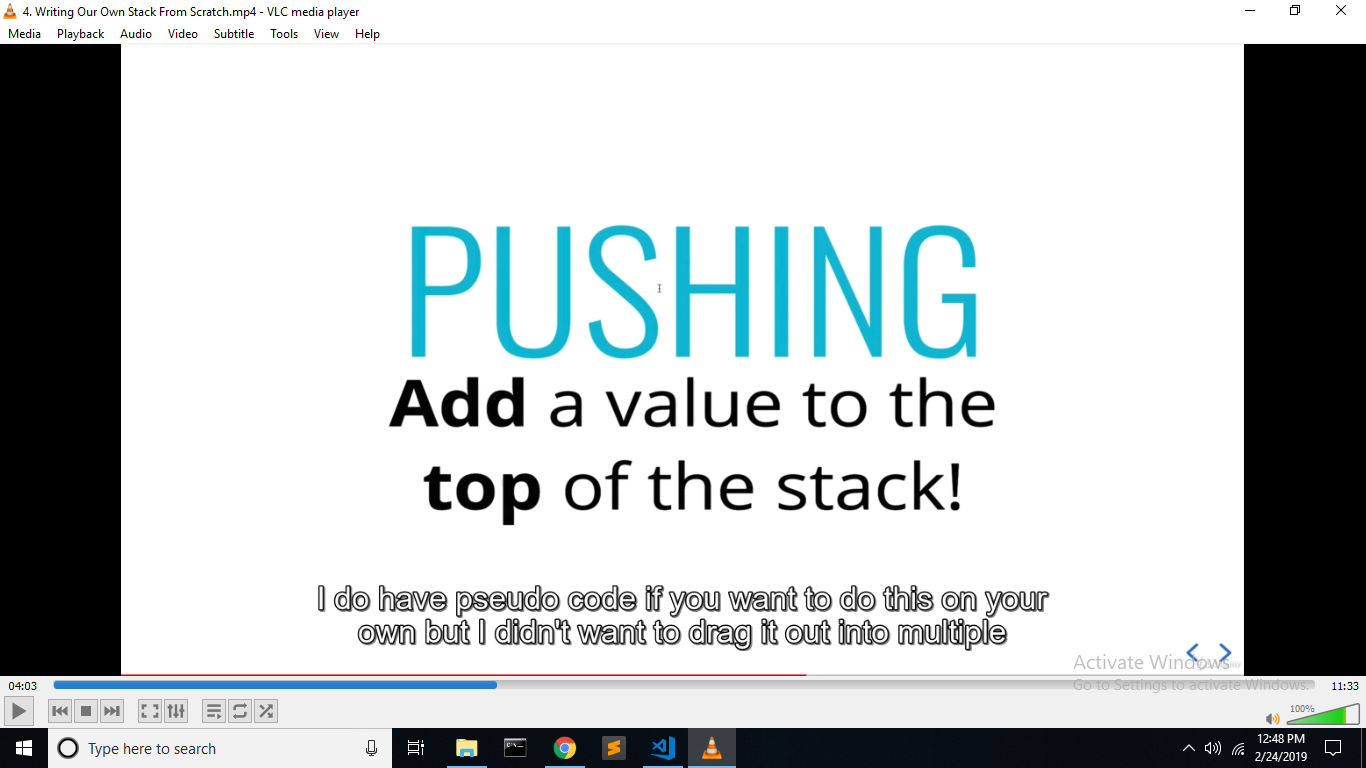 4. Writing Our Own Stack From Scratch.mp4 - VLC media player
Media Playback Audio Video Subtitle Tools View Help
PUSHING
Add a value to the
top of the stack!
I do have pseudo code if you want to do this on your
own but I didn't want to drag it out into multiple
Activate Windows
Go to Settings to activate Windows.
04:03
11:33
100%
Type here to search
12:48 PM
2/24/2019